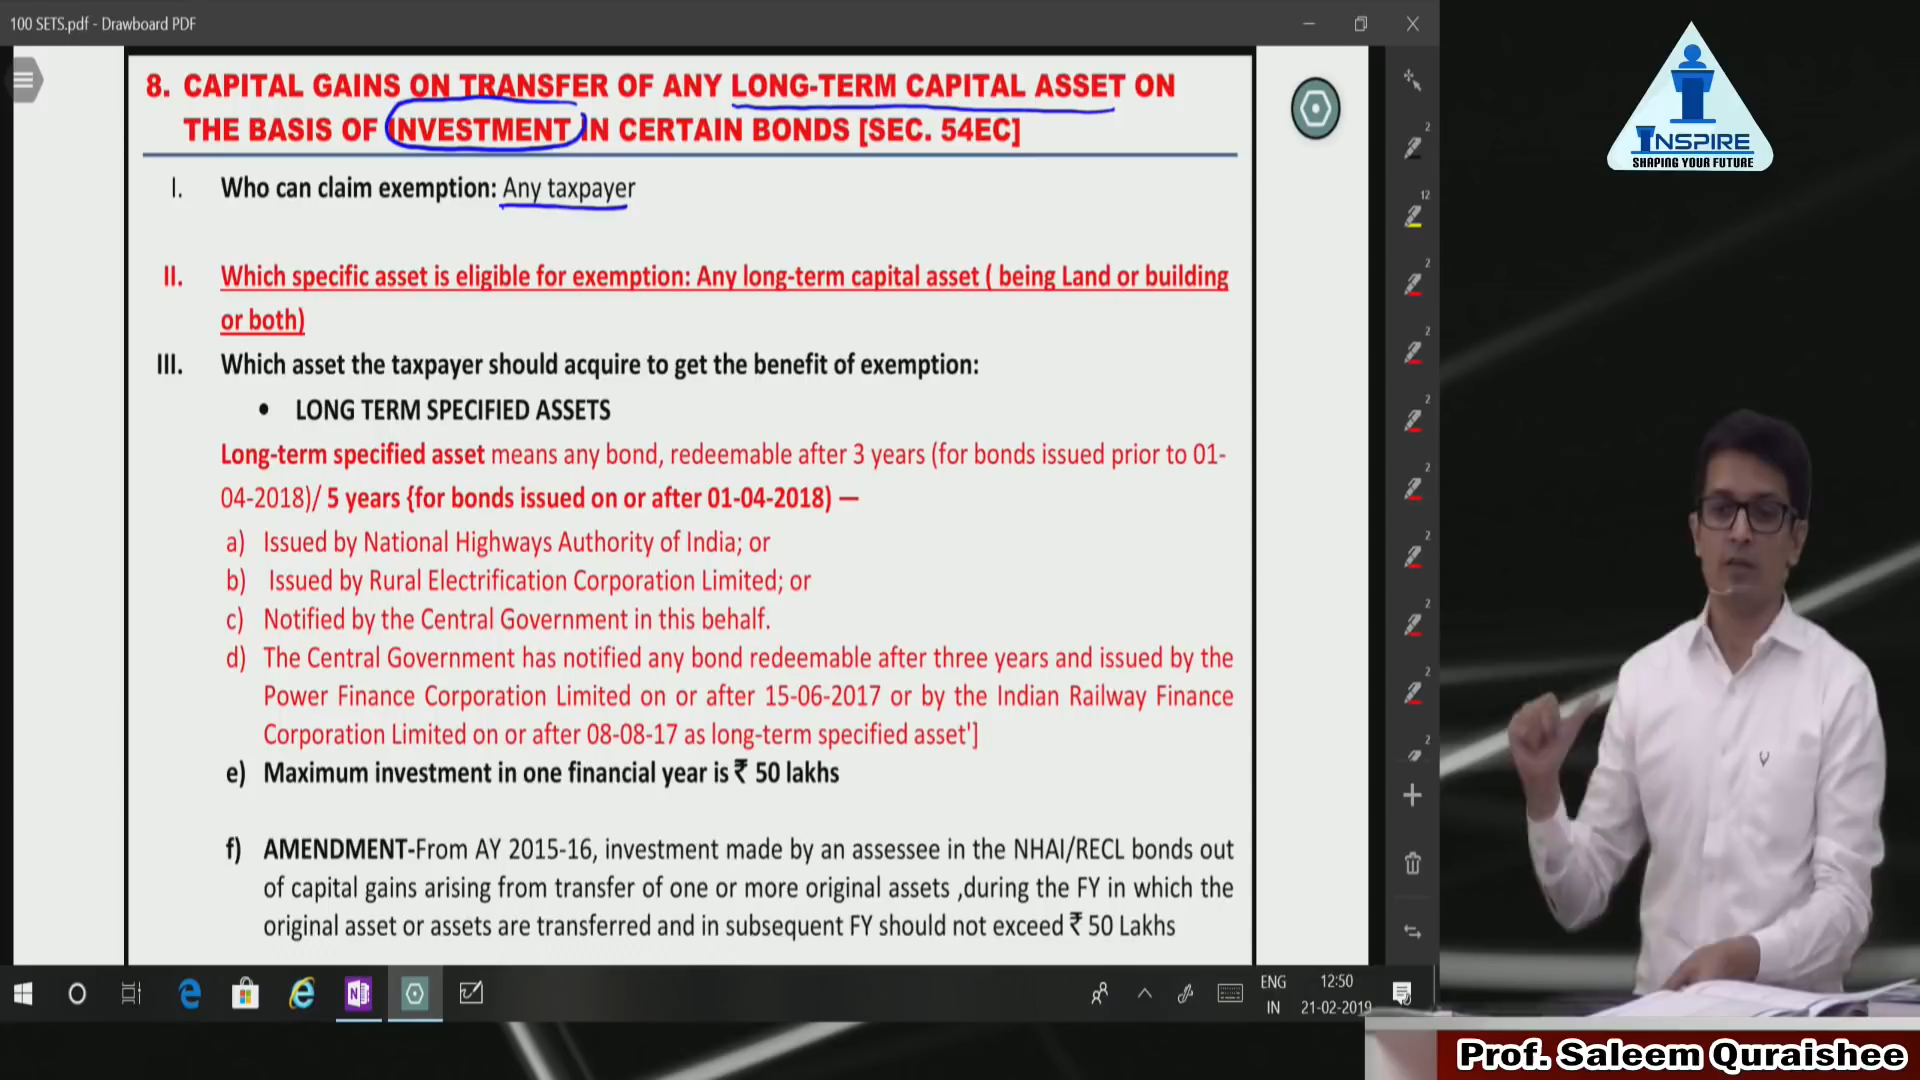 100 SETS.pdf - Drawboard PDF
8. CAPITAL GAINS ON TRANSFER OF ANY LONG-TERM CAPITAL ASSET ON
THE BASIS OF INVESTMENT IN CERTAIN BONDS [SEC. 54EC]
I. Who can claim exemption: Any taxpayer
II. Which specific asset is eligible for exemption: Any long-term capital asset ( being Land or building
or both)
III. Which asset the taxpayer should acquire to get the benefit of exemption:
• LONG TERM SPECIFIED ASSETS
Long-term specified asset means any bond, redeemable after 3 years (for bonds issued prior to 01-
04-2018)/ 5 years {for bonds issued on or after 01-04-2018) —
a) Issued by National Highways Authority of India; or
b) Issued by Rural Electrification Corporation Limited; or
c) Notified by the Central Government in this behalf.
d) The Central Government has notified any bond redeemable after three years and issued by the
Power Finance Corporation Limited on or after 15-06-2017 or by the Indian Railway Finance
Corporation Limited on or after 08-08-17 as long-term specified asset']
e) Maximum investment in one financial year is ₹ 50 lakhs
f) AMENDMENT-From AY 2015-16, investment made by an assessee in the NHAI/RECL bonds out
of capital gains arising from transfer of one or more original assets ,during the FY in which the
original asset or assets are transferred and in subsequent FY should not exceed ₹ 50 Lakhs
2
12
2
2
2
2
2
2
2
2
INSPIRE
SHAPING YOUR FUTURE
ENG
IN
12:50
21-02-2019
Prof. Saleem Quraishee